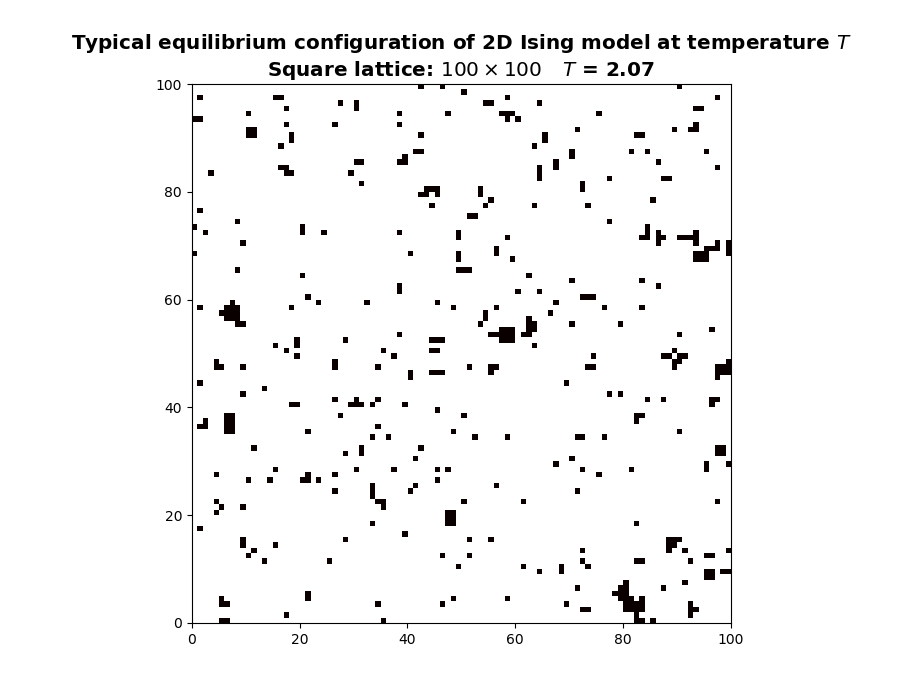 Typical equilibrium configuration of 2D Ising model at temperature T
Square lattice: 100 × 100 T = 2.07
100
80
60
40
20
0
0 20 40 60 80 100